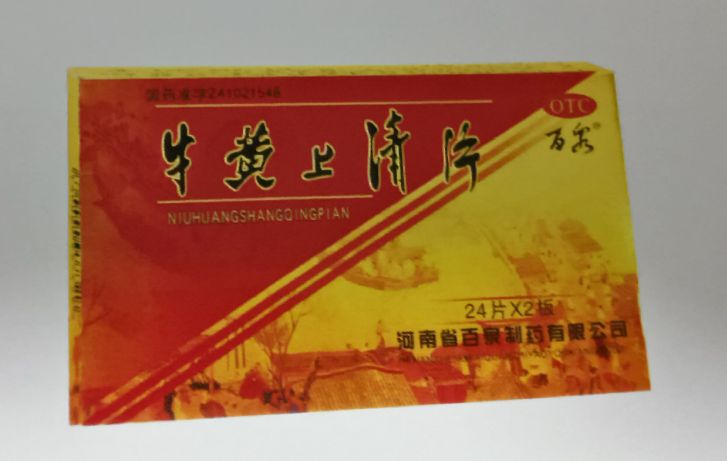 国药准字Z41021548
OTC
百泉®
牛黄上清片
NIUHUANGSHANGQINGPIAN
24片X2板
河南省百泉制药有限公司